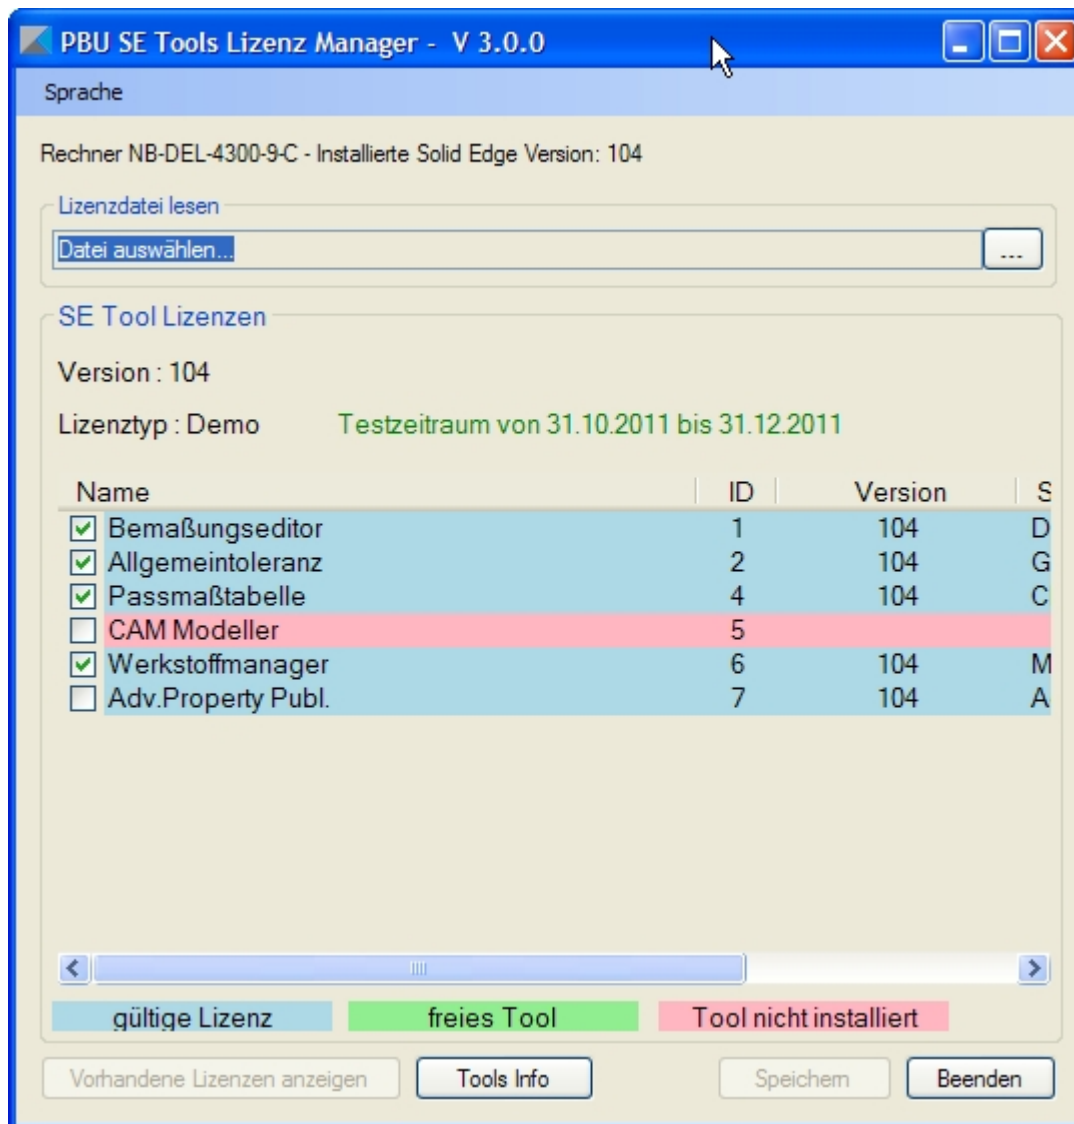 PBU SE Tools Lizenz Manager - V 3.0.0
Sprache
Rechner NB-DEL-4300-9-C - Installierte Solid Edge Version: 104
Lizenzdatei lesen
Datei auswählen...
...
SE Tool Lizenzen
Version : 104
Lizenztyp : Demo Testzeitraum von 31.10.2011 bis 31.12.2011
Name ID Version S
Bemaßungseditor 1 104 D
Allgemeintoleranz 2 104 G
Passmaßtabelle 4 104 C
CAM Modeller 5
Werkstoffmanager 6 104 M
Adv.Property Publ. 7 104 A
gültige Lizenz freies Tool Tool nicht installiert
Vorhandene Lizenzen anzeigen Tools Info Speichern Beenden